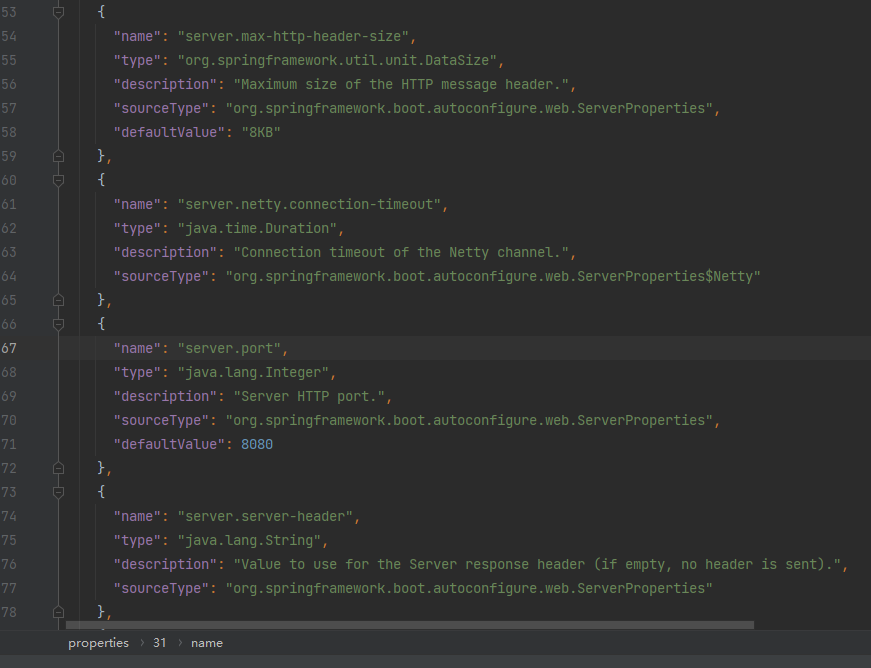 53 {
54 "name": "server.max-http-header-size",
55 "type": "org.springframework.util.unit.DataSize",
56 "description": "Maximum size of the HTTP message header.",
57 "sourceType": "org.springframework.boot.autoconfigure.web.ServerProperties",
58 "defaultValue": "8KB"
59 },
60 {
61 "name": "server.netty.connection-timeout",
62 "type": "java.time.Duration",
63 "description": "Connection timeout of the Netty channel.",
64 "sourceType": "org.springframework.boot.autoconfigure.web.ServerProperties$Netty"
65 },
66 {
67 "name": "server.port",
68 "type": "java.lang.Integer",
69 "description": "Server HTTP port.",
70 "sourceType": "org.springframework.boot.autoconfigure.web.ServerProperties",
71 "defaultValue": 8080
72 },
73 {
74 "name": "server.server-header",
75 "type": "java.lang.String",
76 "description": "Value to use for the Server response header (if empty, no header is sent).",
77 "sourceType": "org.springframework.boot.autoconfigure.web.ServerProperties"
78 },
properties › 31 › name